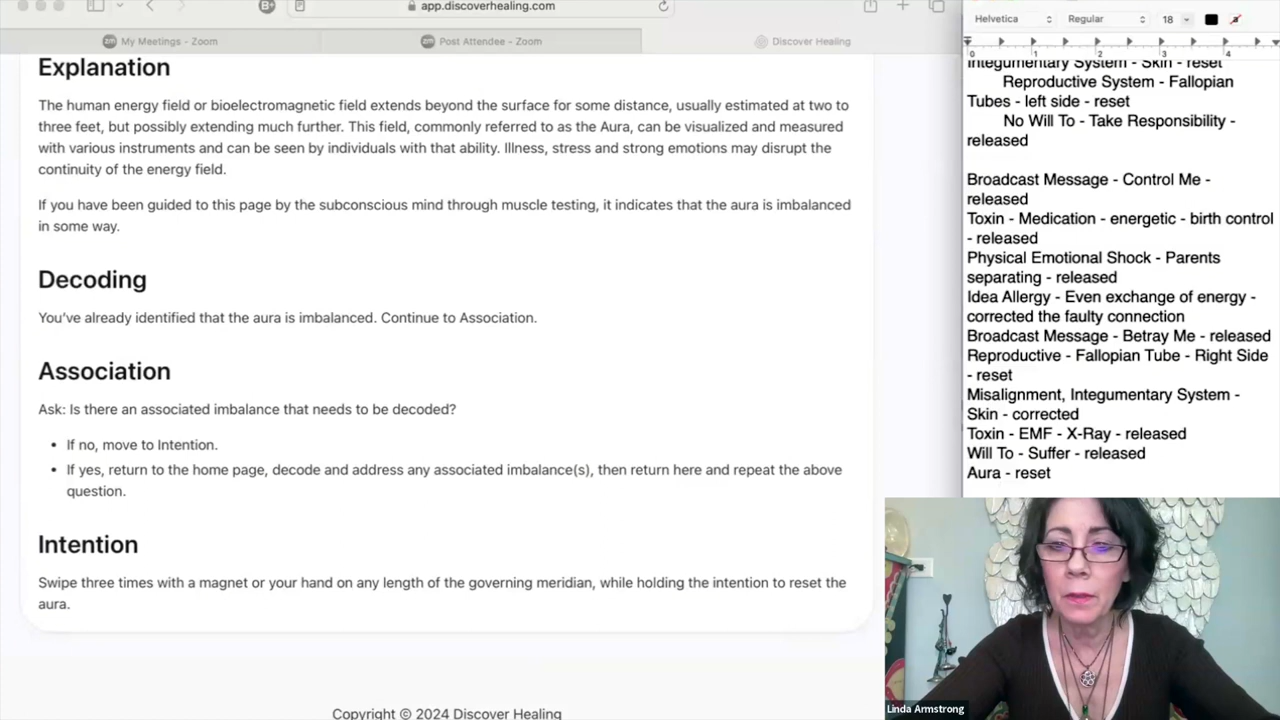 app.discoverhealing.com
zm My Meetings - Zoom
zm Post Attendee - Zoom
Discover Healing
Explanation
The human energy field or bioelectromagnetic field extends beyond the surface for some distance, usually estimated at two to
three feet, but possibly extending much further. This field, commonly referred to as the Aura, can be visualized and measured
with various instruments and can be seen by individuals with that ability. Illness, stress and strong emotions may disrupt the
continuity of the energy field.
If you have been guided to this page by the subconscious mind through muscle testing, it indicates that the aura is imbalanced
in some way.
Decoding
You’ve already identified that the aura is imbalanced. Continue to Association.
Association
Ask: Is there an associated imbalance that needs to be decoded?
• If no, move to Intention.
• If yes, return to the home page, decode and address any associated imbalance(s), then return here and repeat the above
question.
Intention
Swipe three times with a magnet or your hand on any length of the governing meridian, while holding the intention to reset the
aura.
Copyright © 2024 Discover Healing
Helvetica Regular 18 a
0 1 2 3 4
Integumentary System - Skin - reset
Reproductive System - Fallopian
Tubes - left side - reset
No Will To - Take Responsibility -
released
Broadcast Message - Control Me -
released
Toxin - Medication - energetic - birth control
- released
Physical Emotional Shock - Parents
separating - released
Idea Allergy - Even exchange of energy -
corrected the faulty connection
Broadcast Message - Betray Me - released
Reproductive - Fallopian Tube - Right Side
- reset
Misalignment, Integumentary System -
Skin - corrected
Toxin - EMF - X-Ray - released
Will To - Suffer - released
Aura - reset
Linda Armstrong